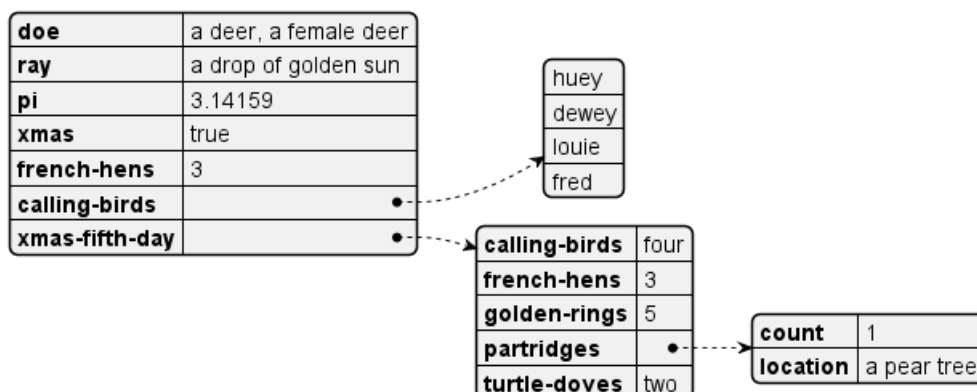 doe a deer, a female deer
ray a drop of golden sun
pi 3.14159
xmas true
french-hens 3
calling-birds
xmas-fifth-day
huey
dewey
louie
fred
calling-birds four
french-hens 3
golden-rings 5
partridges
turtle-doves two
count 1
location a pear tree